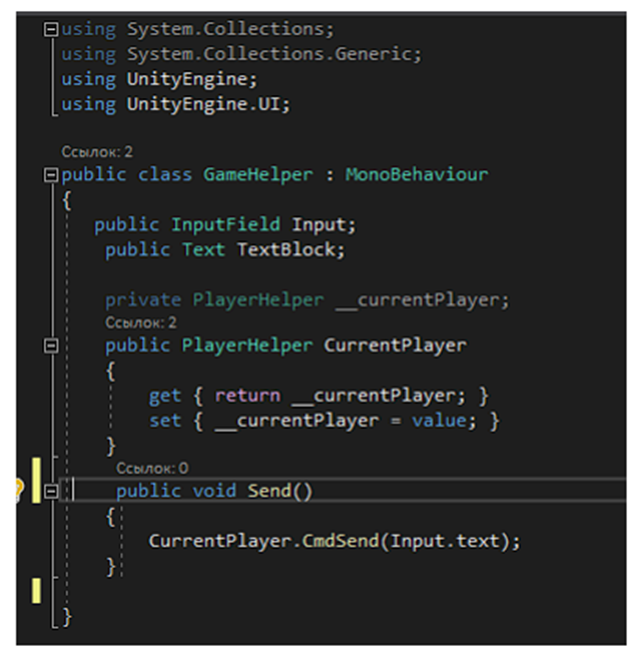 using System.Collections;
using System.Collections.Generic;
using UnityEngine;
using UnityEngine.UI;
Ссылок: 2
public class GameHelper : MonoBehaviour
{
public InputField Input;
public Text TextBlock;
private PlayerHelper __currentPlayer;
Ссылок: 2
public PlayerHelper CurrentPlayer
{
get { return __currentPlayer; }
set { __currentPlayer = value; }
}
Ссылок: 0
public void Send()
{
CurrentPlayer.CmdSend(Input.text);
}
}